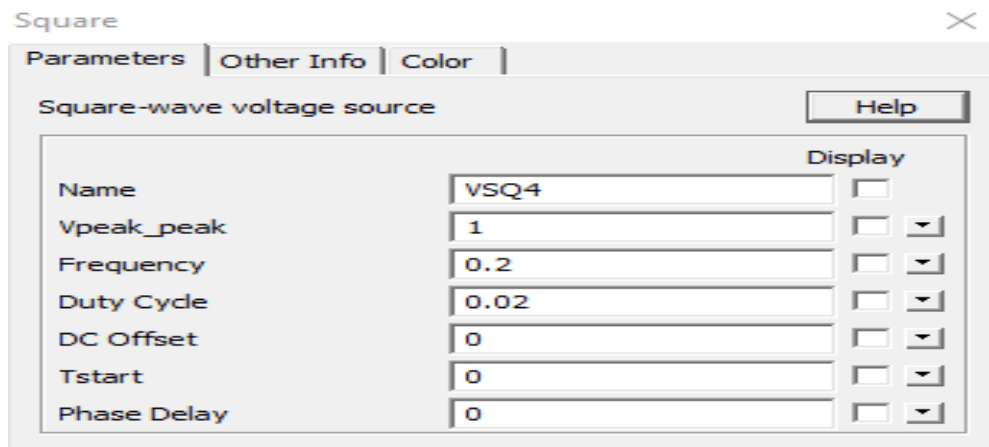 Square
Parameters Other Info Color
Square-wave voltage source Help
Display
Name VSQ4
Vpeak_peak 1
Frequency 0.2
Duty Cycle 0.02
DC Offset 0
Tstart 0
Phase Delay 0